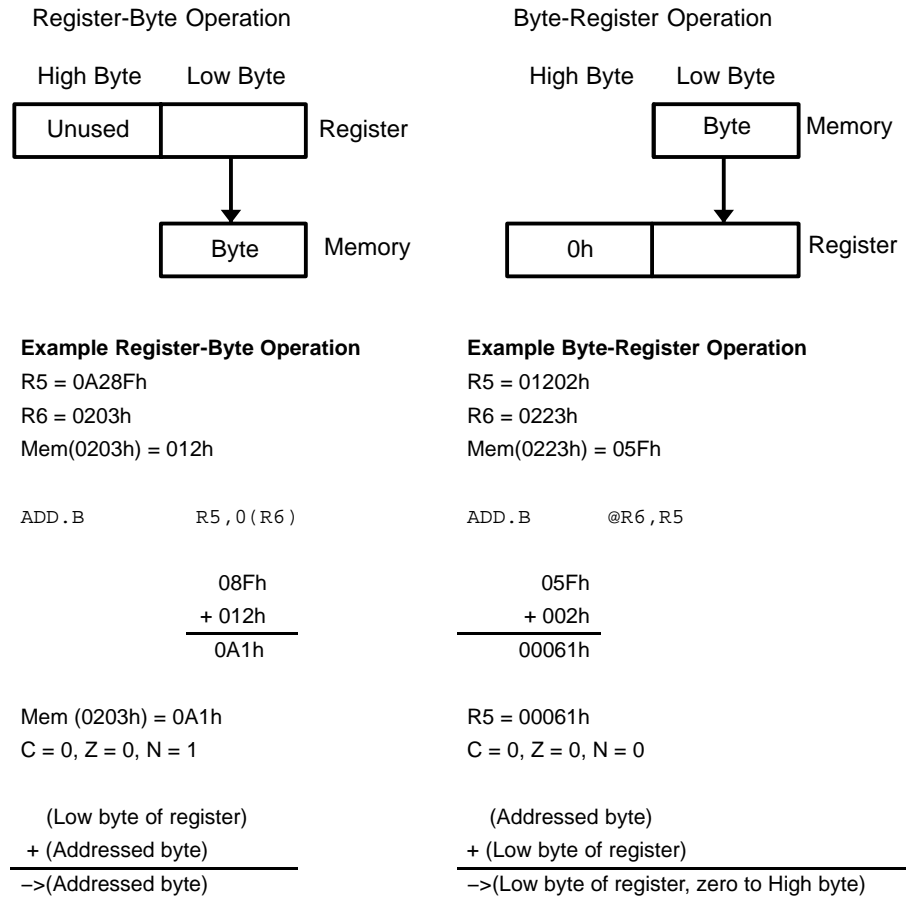 Register-Byte Operation
High Byte Low Byte
Unused Register
Byte Memory
Example Register-Byte Operation
R5 = 0A28Fh
R6 = 0203h
Mem(0203h) = 012h
ADD.B R5,0(R6)
08Fh
+ 012h
0A1h
Mem (0203h) = 0A1h
C = 0, Z = 0, N = 1
(Low byte of register)
+ (Addressed byte)
−>(Addressed byte)
Byte-Register Operation
High Byte Low Byte
Byte Memory
0h Register
Example Byte-Register Operation
R5 = 01202h
R6 = 0223h
Mem(0223h) = 05Fh
ADD.B @R6,R5
05Fh
+ 002h
00061h
R5 = 00061h
C = 0, Z = 0, N = 0
(Addressed byte)
+ (Low byte of register)
−>(Low byte of register, zero to High byte)